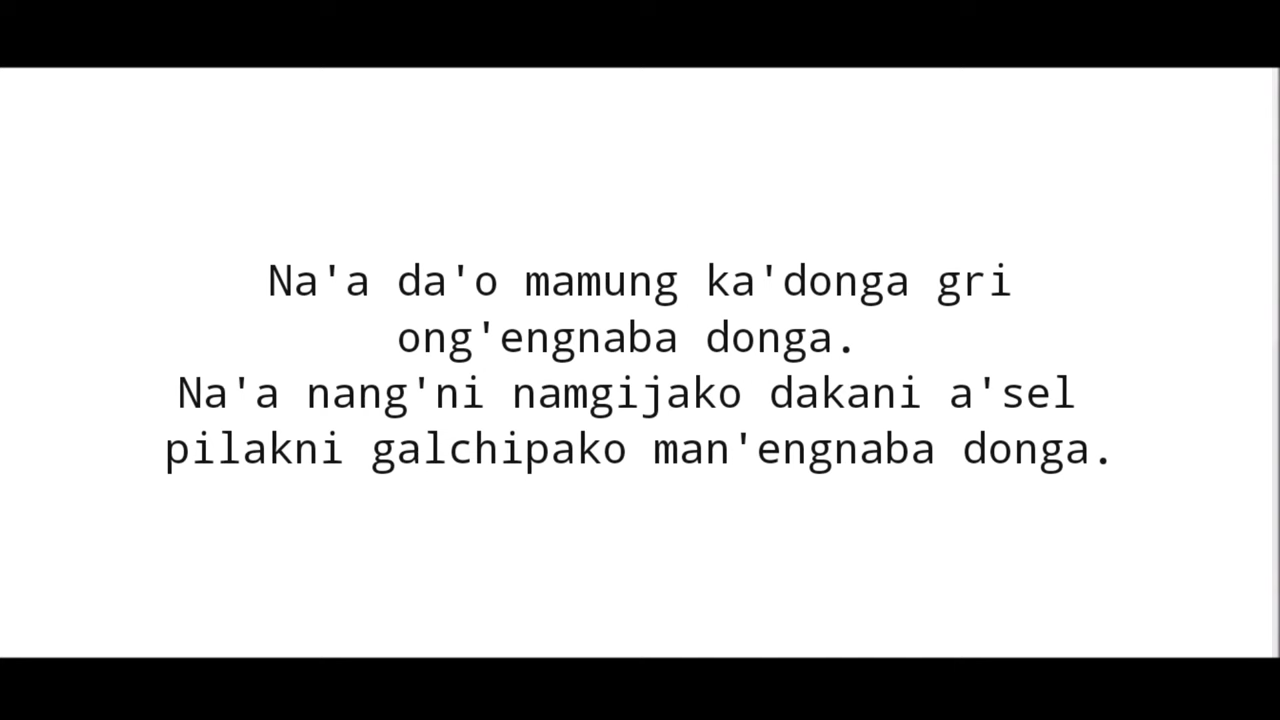 Na'a da'o mamung ka'donga gri
ong'engnaba donga.
Na'a nang'ni namgijako dakani a'sel
pilakni galchipako man'engnaba donga.